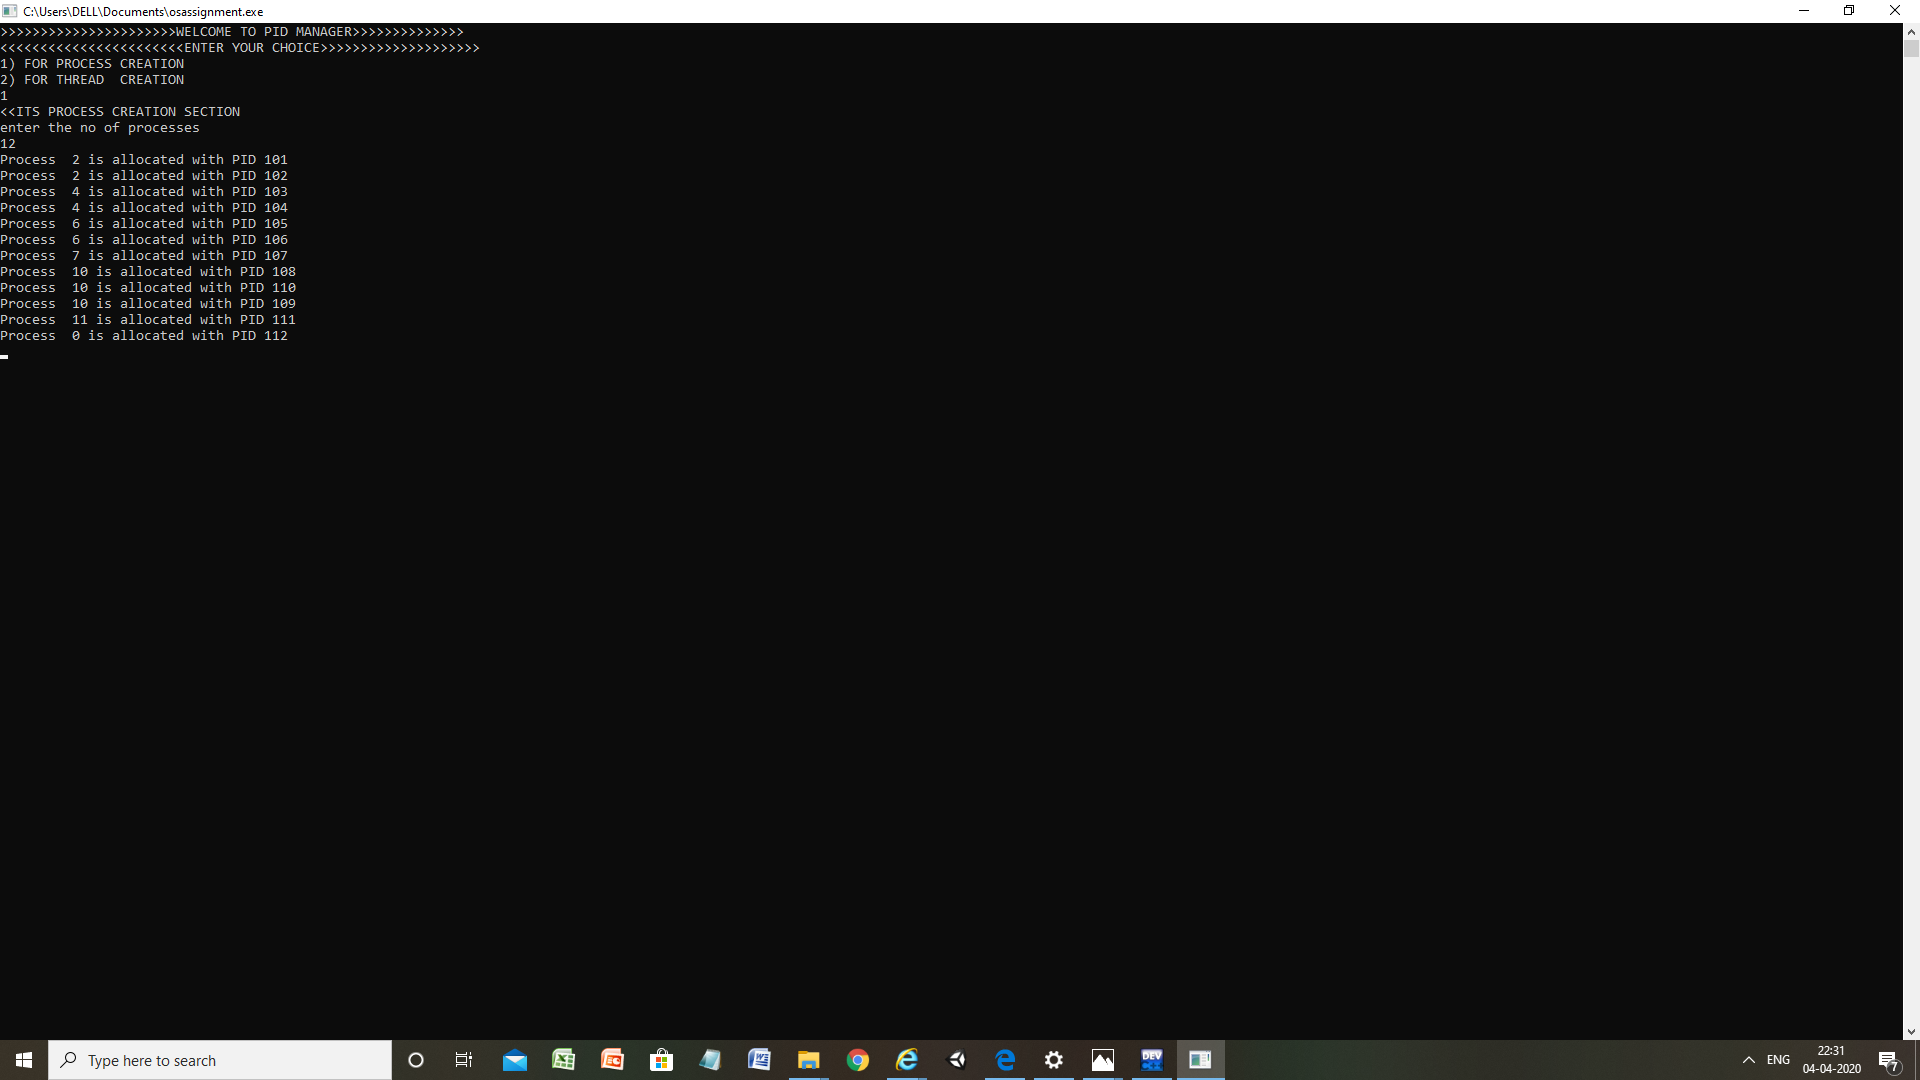 C:\Users\DELL\Documents\osassignment.exe
>>>>>>>>>>>>>>>>>>>>>>WELCOME TO PID MANAGER>>>>>>>>>>>>>>
<<<<<<<<<<<<<<<<<<<<<<<ENTER YOUR CHOICE>>>>>>>>>>>>>>>>>>>>
1) FOR PROCESS CREATION
2) FOR THREAD  CREATION
1
<<ITS PROCESS CREATION SECTION
enter the no of processes
12
Process  2 is allocated with PID 101
Process  2 is allocated with PID 102
Process  4 is allocated with PID 103
Process  4 is allocated with PID 104
Process  6 is allocated with PID 105
Process  6 is allocated with PID 106
Process  7 is allocated with PID 107
Process  10 is allocated with PID 108
Process  10 is allocated with PID 110
Process  10 is allocated with PID 109
Process  11 is allocated with PID 111
Process  0 is allocated with PID 112
Type here to search
DEV
ENG
22:31
04-04-2020
7